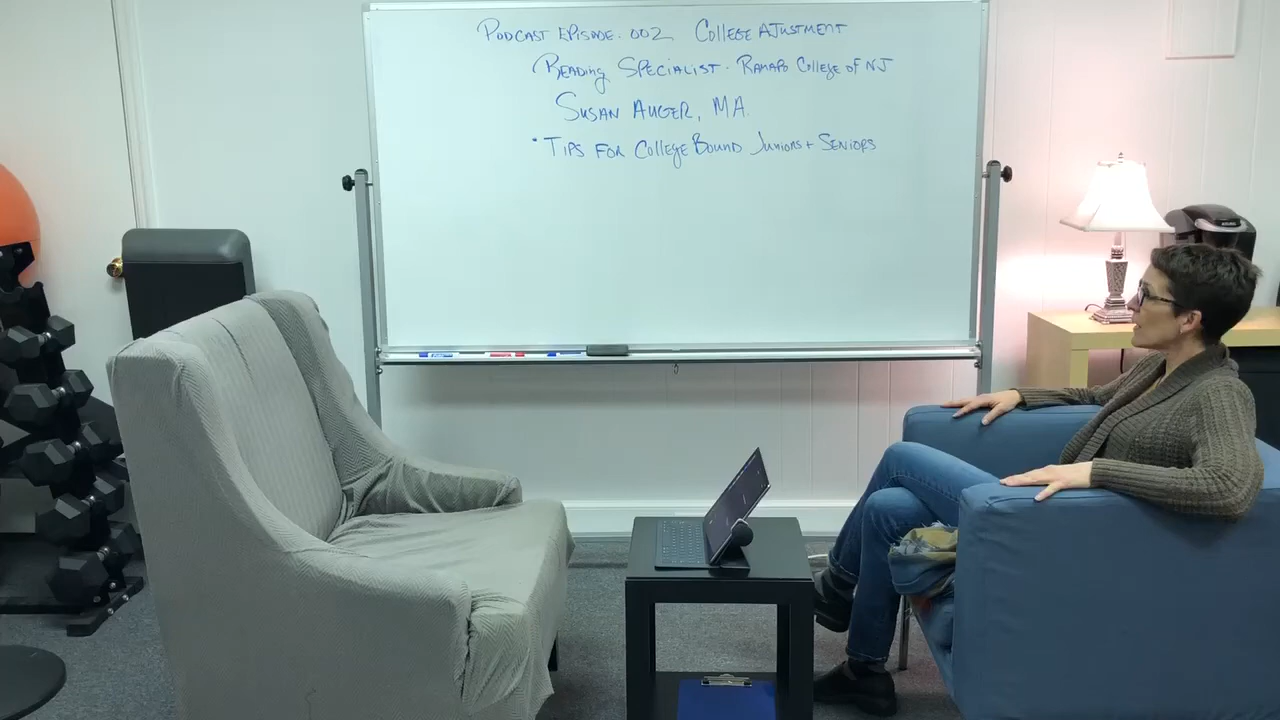 PODCAST EPISODE. 002 COLLEGE AJUSTMENT
READING SPECIALIST - RAMAPO COLLEGE OF NJ
SUSAN AUGER, MA.
• TIPS FOR COLLEGE BOUND JUNIORS + SENIORS